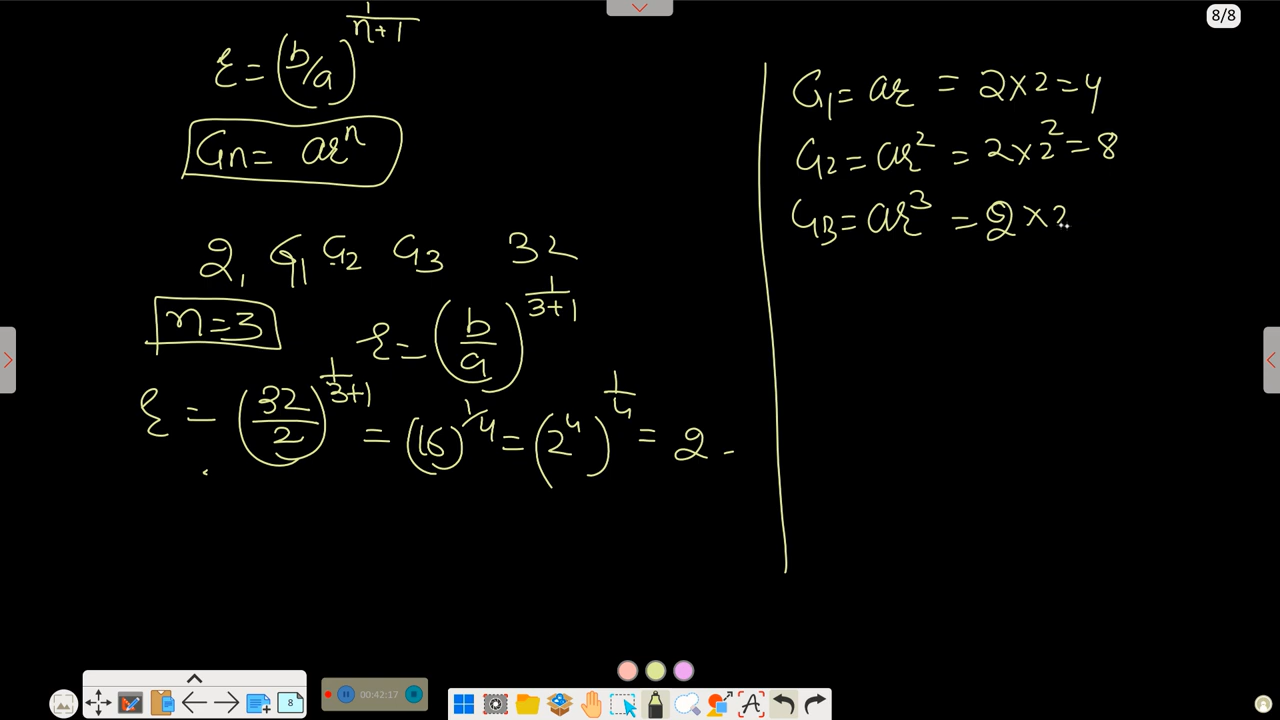 8/8
r = (b/a)^{1/(n+1)}
Gn = ar^n
2, G1 G2 G3 32
n = 3
r = (b/a)^{1/(3+1)}
r = (32/2)^{1/(3+1)} = (16)^{1/4} = (2^4)^{1/4} = 2
G1 = ar = 2×2 = 4
G2 = ar^2 = 2×2^2 = 8
G3 = ar^3 = 2×
00:42:17
8